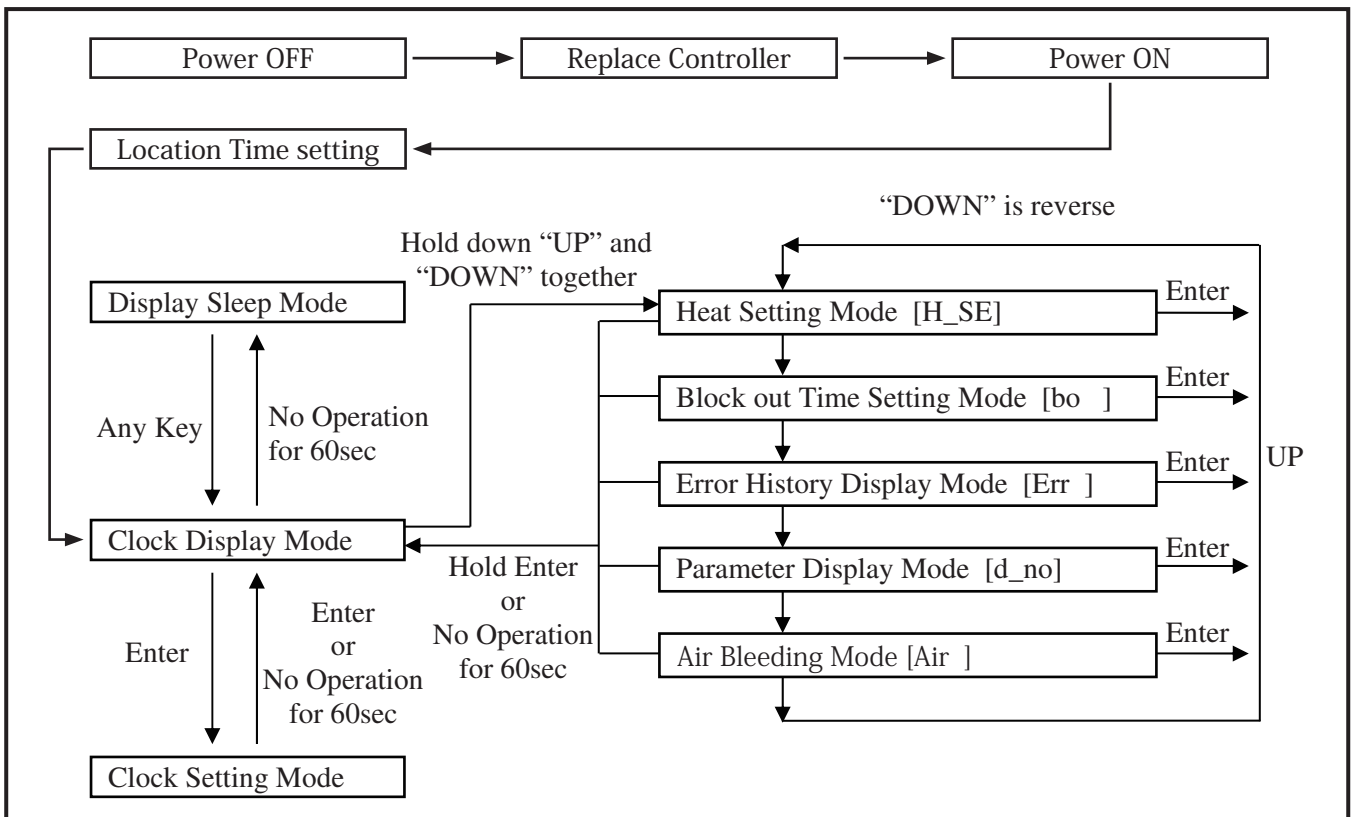 Power OFF
Replace Controller
Power ON
Location Time setting
“DOWN” is reverse
Hold down “UP” and
“DOWN” together
Display Sleep Mode
Heat Setting Mode [H_SE]
Enter
Block out Time Setting Mode [bo ]
Enter
Any Key
No Operation
for 60sec
Error History Display Mode [Err ]
Enter
UP
Clock Display Mode
Hold Enter
or
No Operation
for 60sec
Parameter Display Mode [d_no]
Enter
Enter
Enter
or
No Operation
for 60sec
Air Bleeding Mode [Air ]
Enter
Clock Setting Mode